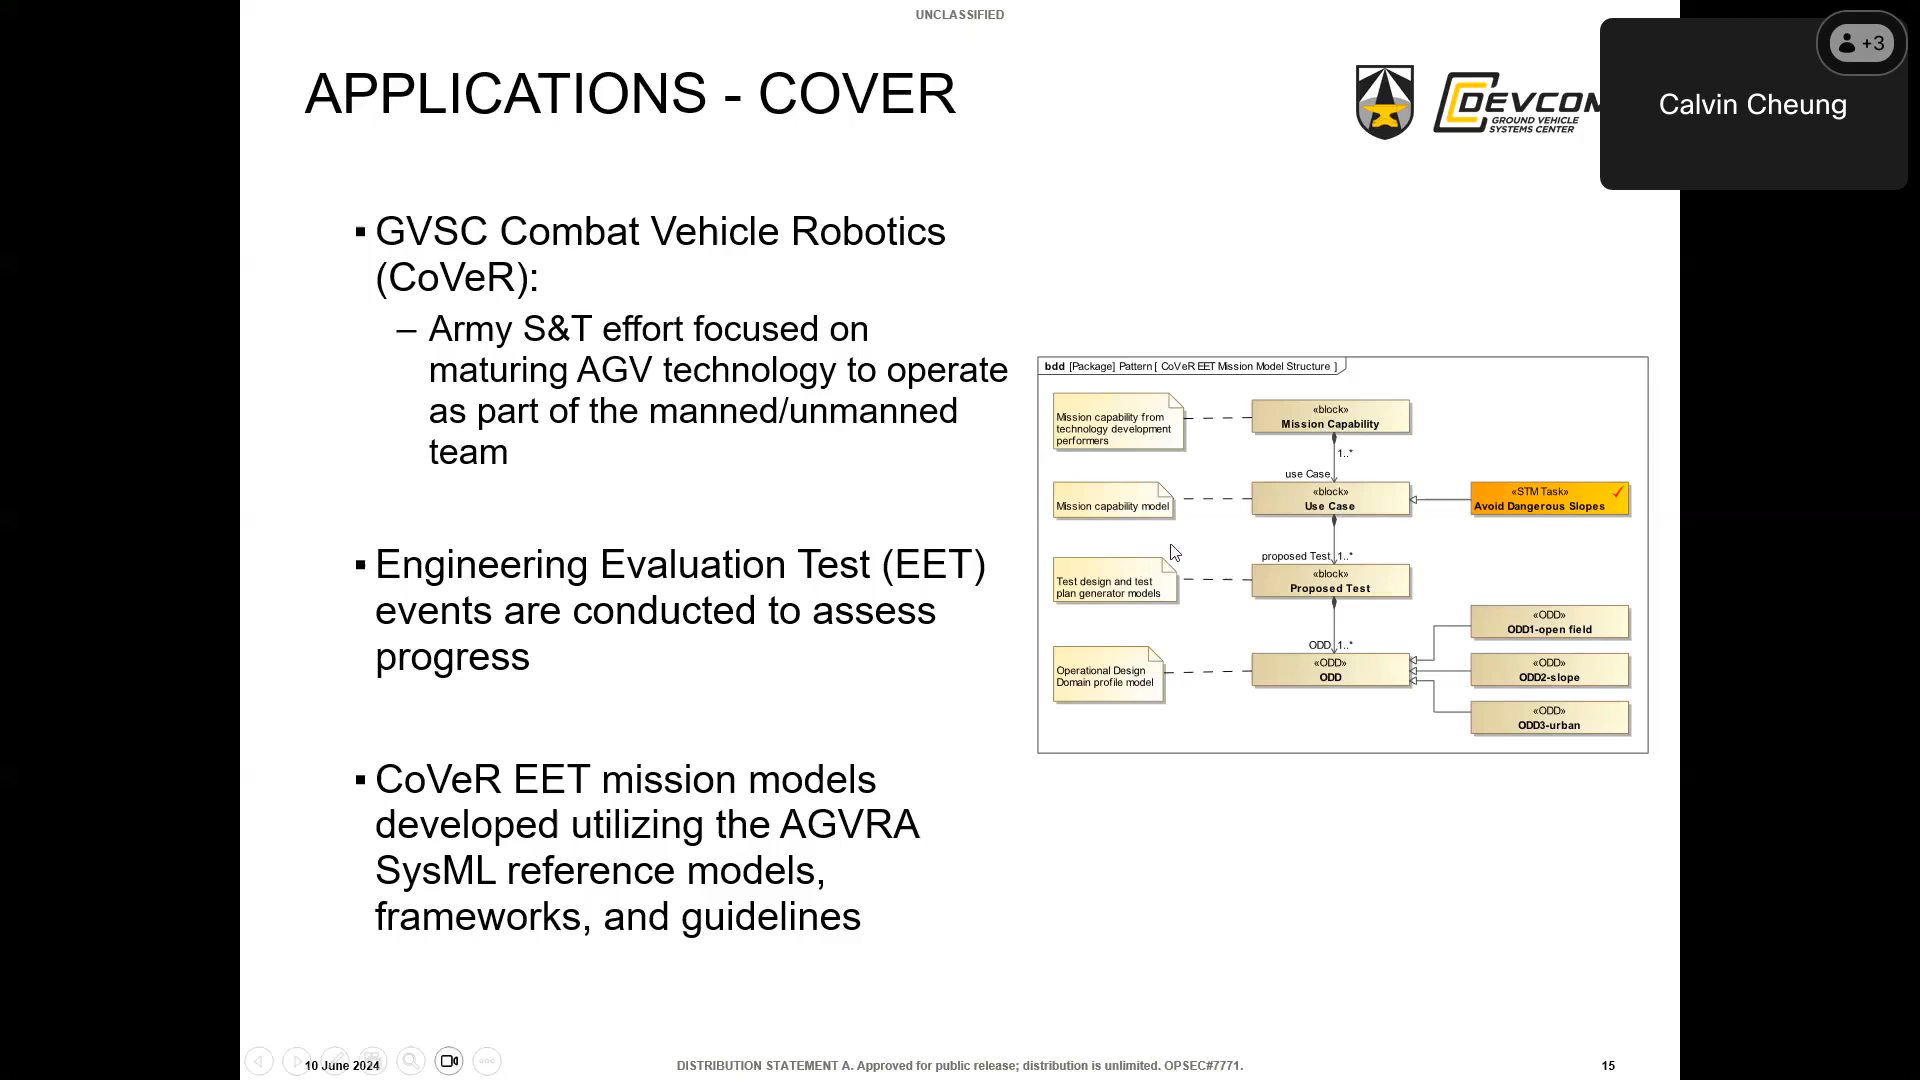 UNCLASSIFIED
+3
Calvin Cheung
APPLICATIONS - COVER
DEVCOM
GROUND VEHICLE
SYSTEMS CENTER
▪ GVSC Combat Vehicle Robotics
(CoVeR):
– Army S&T effort focused on
maturing AGV technology to operate
as part of the manned/unmanned
team
▪ Engineering Evaluation Test (EET)
events are conducted to assess
progress
▪ CoVeR EET mission models
developed utilizing the AGVRA
SysML reference models,
frameworks, and guidelines
bdd [Package] Pattern [ CoVeR EET Mission Model Structure ]
Mission capability from
technology development
performers
«block»
Mission Capability
1..*
use Case
Mission capability model
«block»
Use Case
«STM Task»
Avoid Dangerous Slopes
proposed Test 1..*
Test design and test
plan generator models
«block»
Proposed Test
ODD 1..*
Operational Design
Domain profile model
«ODD»
ODD
«ODD»
ODD1-open field
«ODD»
ODD2-slope
«ODD»
ODD3-urban
10 June 2024
DISTRIBUTION STATEMENT A. Approved for public release; distribution is unlimited. OPSEC#7771.
15